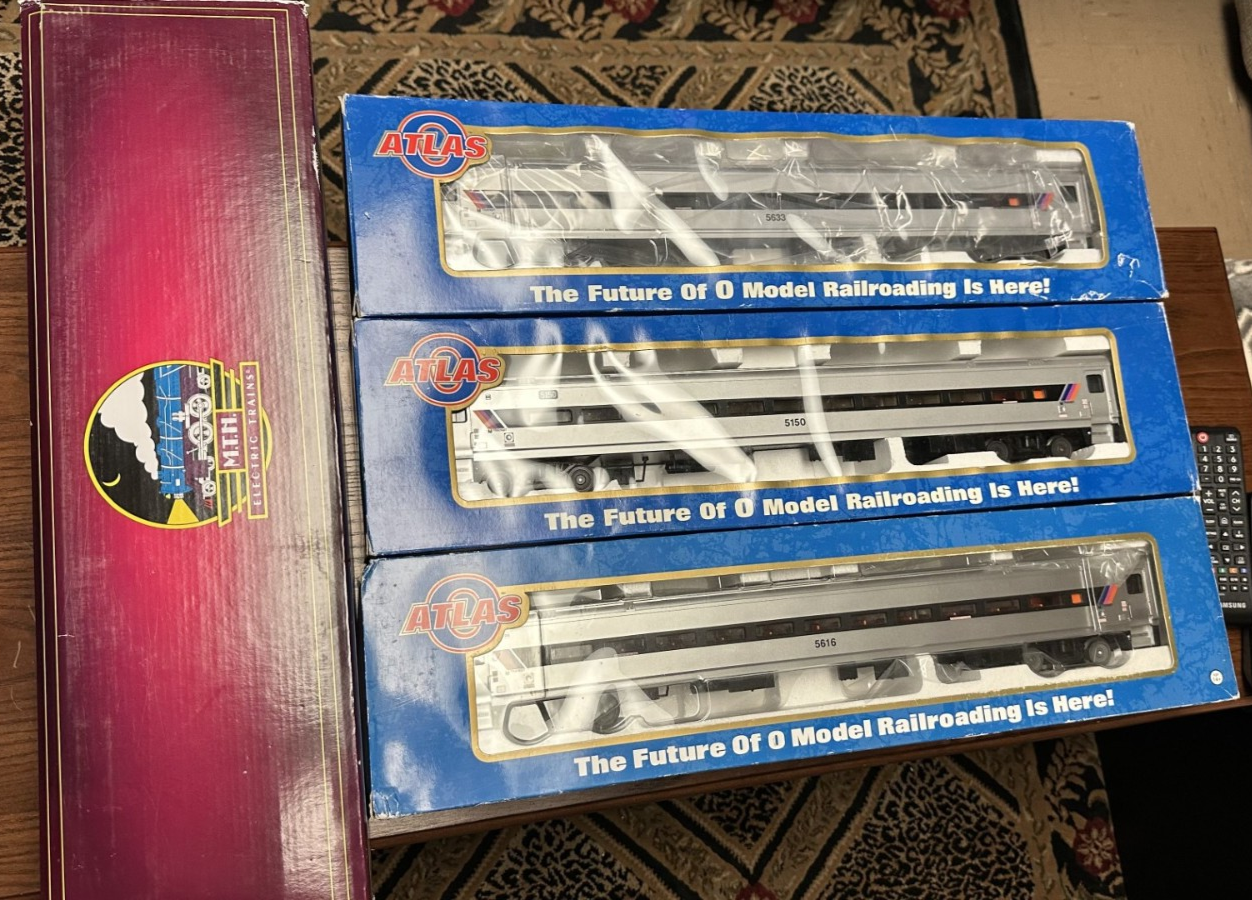 M.T.H.
ELECTRIC TRAINS
ATLAS
O
5633
The Future Of O Model Railroading Is Here!
ATLAS
O
5150
The Future Of O Model Railroading Is Here!
ATLAS
O
5616
The Future Of O Model Railroading Is Here!
SAMSUNG